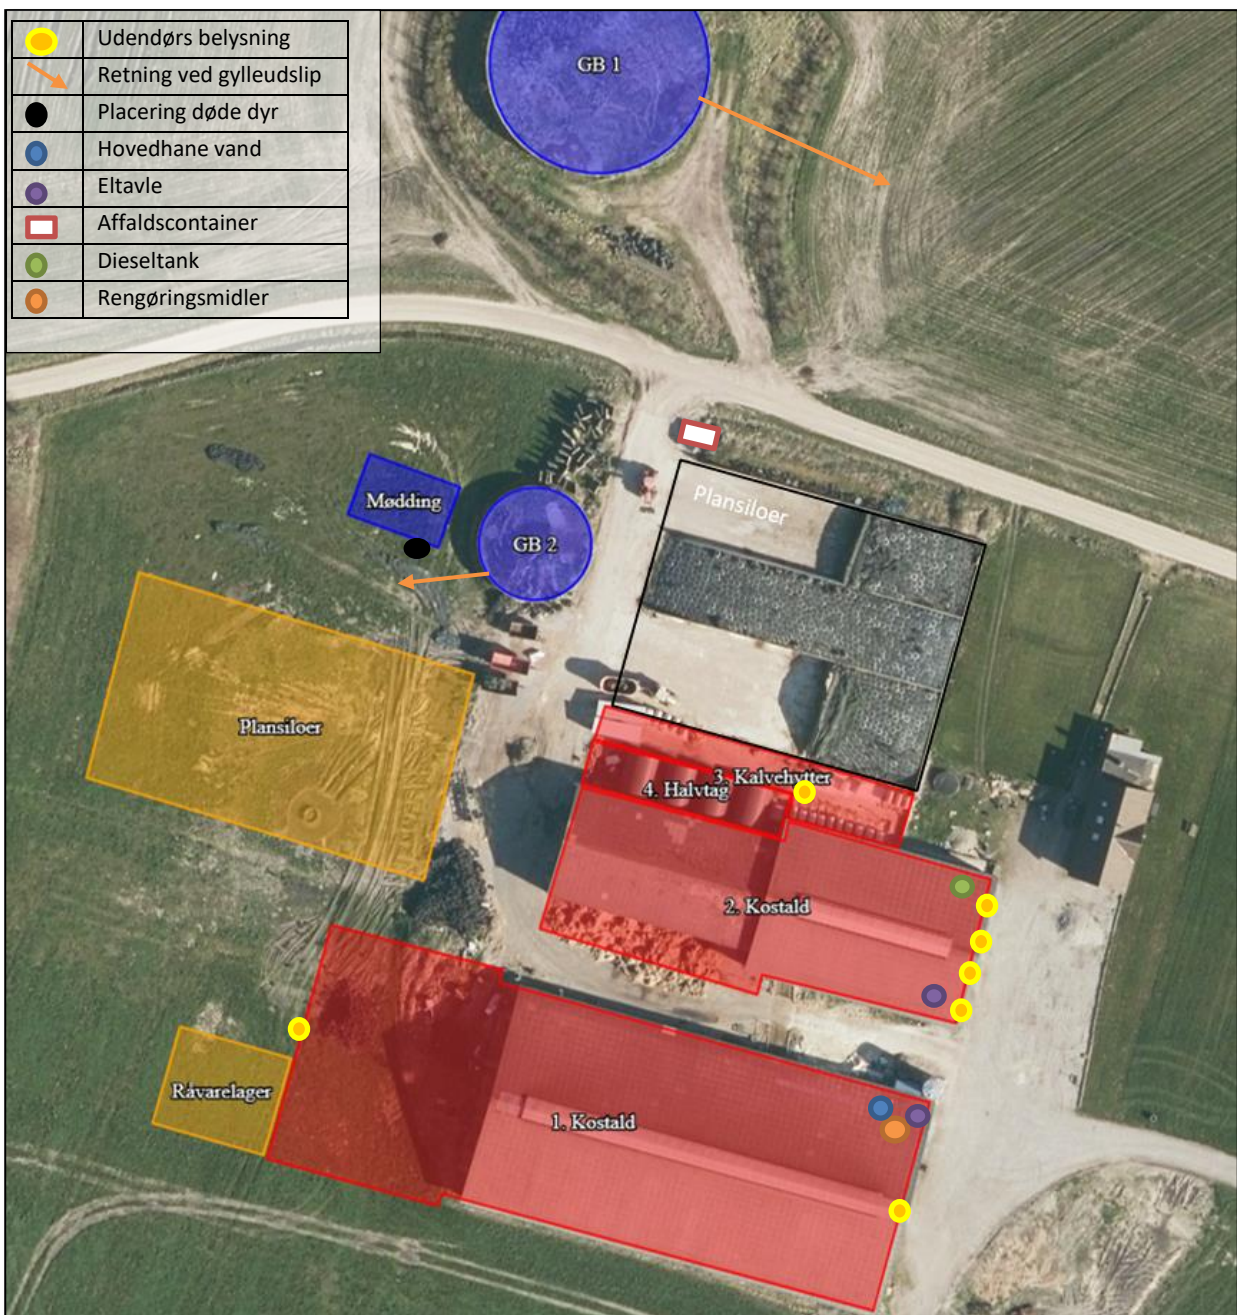 Udendørs belysning
Retning ved gylleudslip
Placering døde dyr
Hovedhane vand
Eltavle
Affaldscontainer
Dieseltank
Rengøringsmidler
GB 1
Mødding
GB 2
Plansiloer
Plansiloer
3. Kalvehytter
4. Halvtag
2. Kostald
Råvarelager
1. Kostald